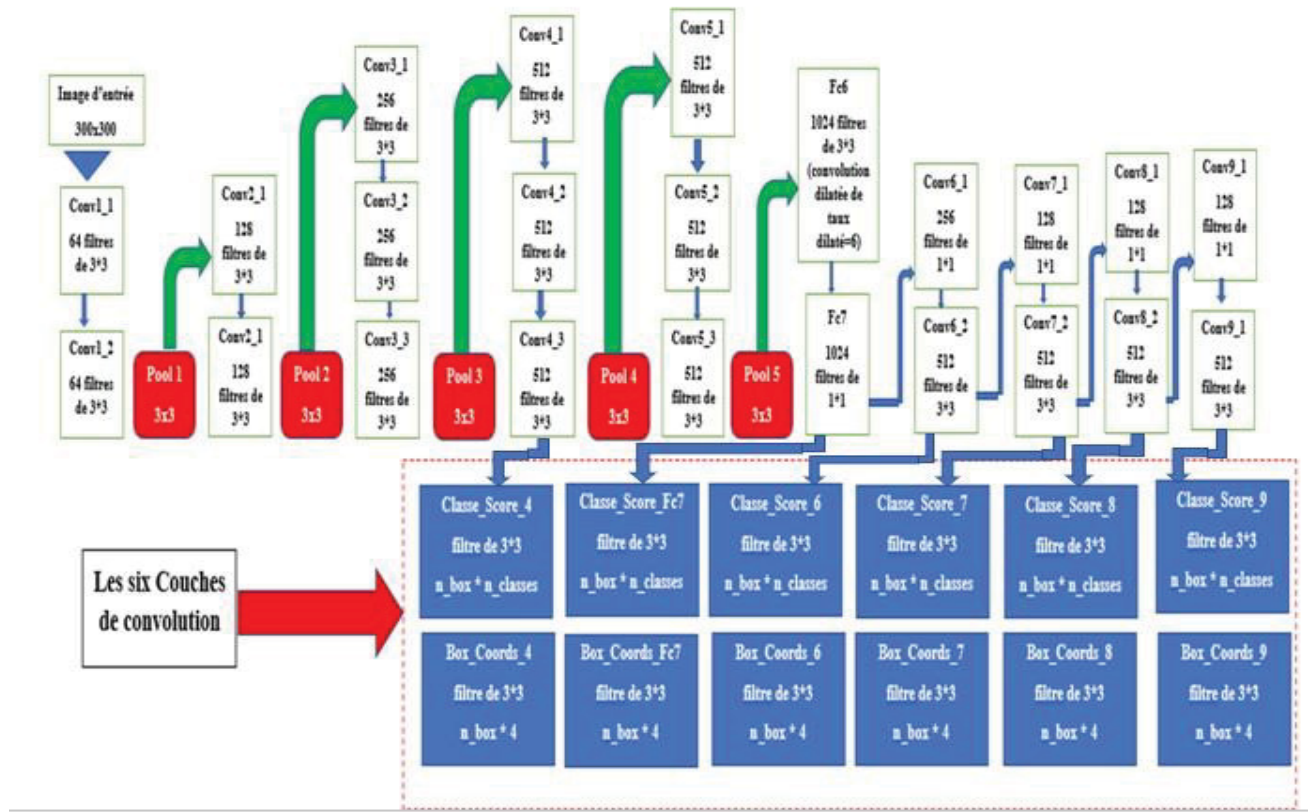 Image d'entrée
300x300
Conv1_1
64 filtres
de 3*3
Conv1_2
64 filtres
de 3*3
Pool 1
3x3
Conv2_1
128
filtres de
3*3
Conv2_1
128
filtres de
3*3
Pool 2
3x3
Conv3_1
256
filtres de
3*3
Conv3_2
256
filtres de
3*3
Conv3_3
256
filtres de
3*3
Pool 3
3x3
Conv4_1
512
filtres de
3*3
Conv4_2
512
filtres de
3*3
Conv4_3
512
filtres de
3*3
Pool 4
3x3
Conv5_1
512
filtres de
3*3
Conv5_2
512
filtres de
3*3
Conv5_3
512
filtres de
3*3
Pool 5
3x3
Fc6
1024 filtres
de 3*3
(convolution
dilatée de
taux
dilaté=6)
Fc7
1024
filtres de
1*1
Conv6_1
256
filtres de
1*1
Conv6_2
512
filtres de
3*3
Conv7_1
128
filtres de
1*1
Conv7_2
512
filtres de
3*3
Conv8_1
128
filtres de
1*1
Conv8_2
512
filtres de
3*3
Conv9_1
128
filtres de
1*1
Conv9_1
512
filtres de
3*3
Les six Couches
de convolution
Classe_Score_4
filtre de 3*3
n_box * n_classes
Classe_Score_Fc7
filtre de 3*3
n_box * n_classes
Classe_Score_6
filtre de 3*3
n_box * n_classes
Classe_Score_7
filtre de 3*3
n_box * n_classes
Classe_Score_8
filtre de 3*3
n_box * n_classes
Classe_Score_9
filtre de 3*3
n_box * n_classes
Box_Coords_4
filtre de 3*3
n_box * 4
Box_Coords_Fc7
filtre de 3*3
n_box * 4
Box_Coords_6
filtre de 3*3
n_box * 4
Box_Coords_7
filtre de 3*3
n_box * 4
Box_Coords_8
filtre de 3*3
n_box * 4
Box_Coords_9
filtre de 3*3
n_box * 4